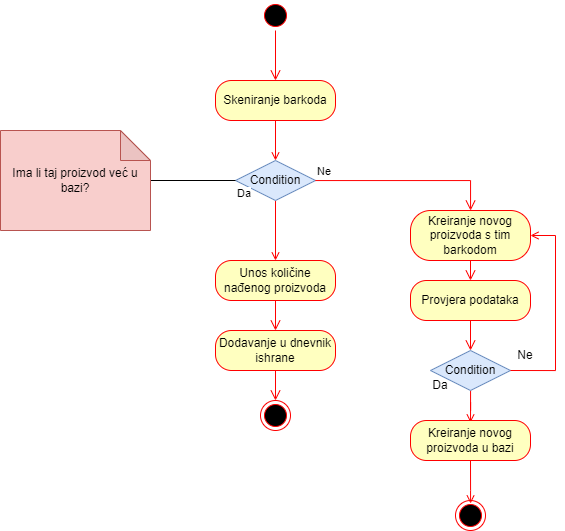 Skeniranje barkoda
Ima li taj proizvod već u
bazi?
Condition
Ne
Da
Kreiranje novog
proizvoda s tim
barkodom
Unos količine
nađenog proizvoda
Provjera podataka
Dodavanje u dnevnik
ishrane
Condition
Ne
Da
Kreiranje novog
proizvoda u bazi